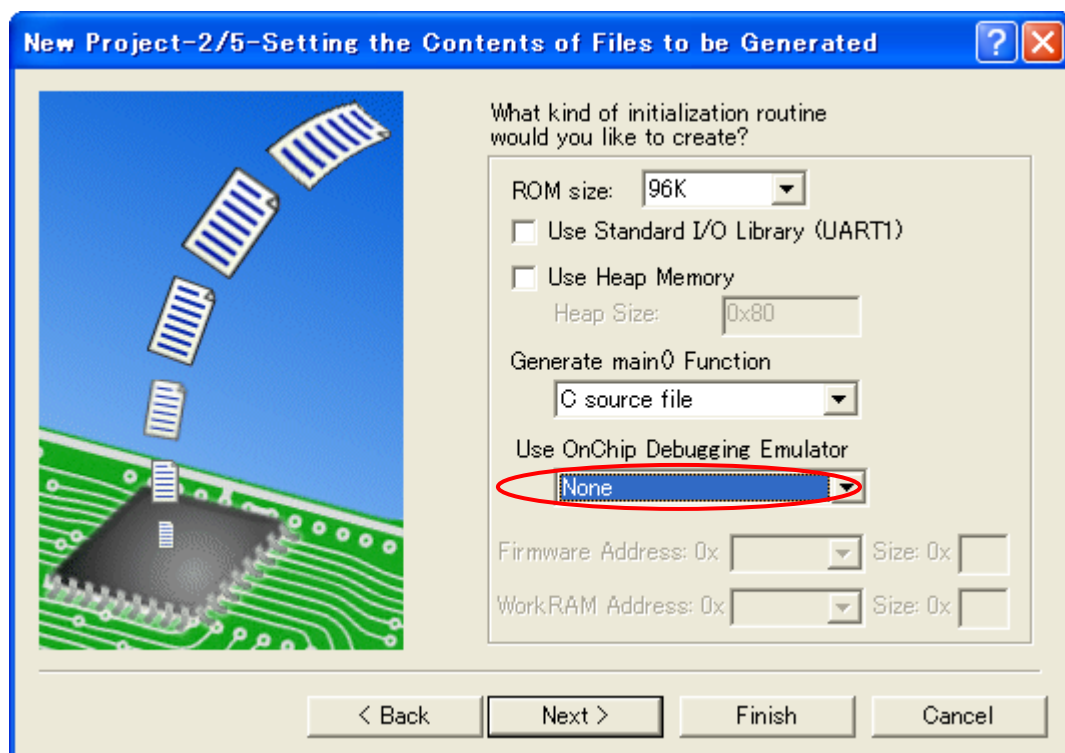 New Project-2/5-Setting the Contents of Files to be Generated
What kind of initialization routine
would you like to create?
ROM size: 96K
Use Standard I/O Library (UART1)
Use Heap Memory
Heap Size: 0x80
Generate main() Function
C source file
Use OnChip Debugging Emulator
None
Firmware Address: 0x Size: 0x
WorkRAM Address: 0x Size: 0x
< Back Next > Finish Cancel